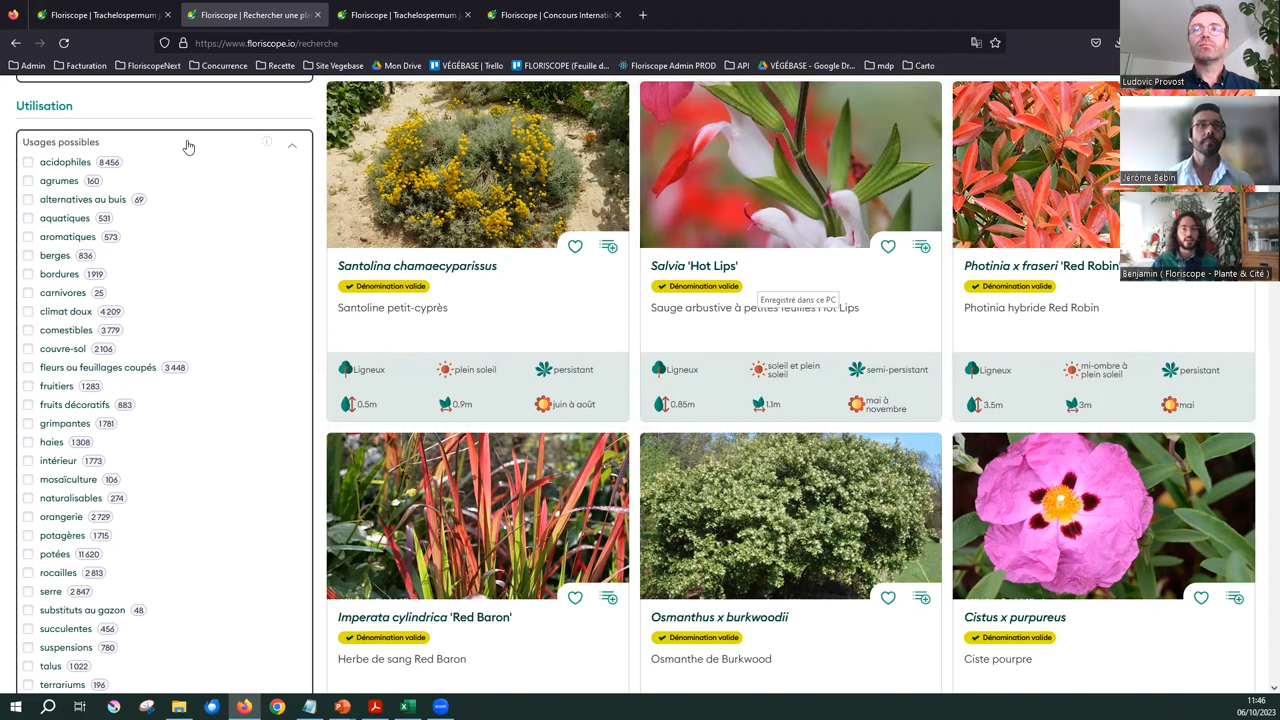 Floriscope | Trachelospermum j
Floriscope | Rechercher une pla
Floriscope | Trachelospermum j
Floriscope | Concours Internatio
https://www.floriscope.io/recherche
Admin
Facturation
FloriscopeNext
Concurrence
Recette
Site Vegebase
Mon Drive
VÉGÉBASE | Trello
FLORISCOPE (Feuille d...
Floriscope Admin PROD
API
VÉGÉBASE - Google Dr...
mdp
Carto
Ludovic Provost
Jerôme Bébin
Benjamin ( Floriscope - Plante & Cité )
Utilisation
Usages possibles
acidophiles 8 456
agrumes 160
alternatives au buis 69
aquatiques 531
aromatiques 573
berges 836
bordures 1 919
carnivores 25
climat doux 4 209
comestibles 3 779
couvre-sol 2 106
fleurs ou feuillages coupés 3 448
fruitiers 1 283
fruits décoratifs 883
grimpantes 1 781
haies 1 308
intérieur 1 773
mosaïculture 106
naturalisables 274
orangerie 2 729
potagères 1 715
potées 11 620
rocailles 2 813
serre 2 847
substituts au gazon 48
succulentes 456
suspensions 780
talus 1 022
terrariums 196
Santolina chamaecyparissus
Dénomination valide
Santoline petit-cyprès
Ligneux
plein soleil
persistant
0.5m
0.9m
juin à août
Salvia 'Hot Lips'
Dénomination valide
Enregistré dans ce PC
Sauge arbustive à petites feuilles Hot Lips
Ligneux
soleil et plein
soleil
semi-persistant
0.85m
1.1m
mai à
novembre
Photinia x fraseri 'Red Robin'
Dénomination valide
Photinia hybride Red Robin
Ligneux
mi-ombre à
plein soleil
persistant
3.5m
3m
mai
Imperata cylindrica 'Red Baron'
Dénomination valide
Herbe de sang Red Baron
Osmanthus x burkwoodii
Dénomination valide
Osmanthe de Burkwood
Cistus x purpureus
Dénomination valide
Ciste pourpre
11:46
06/10/2023